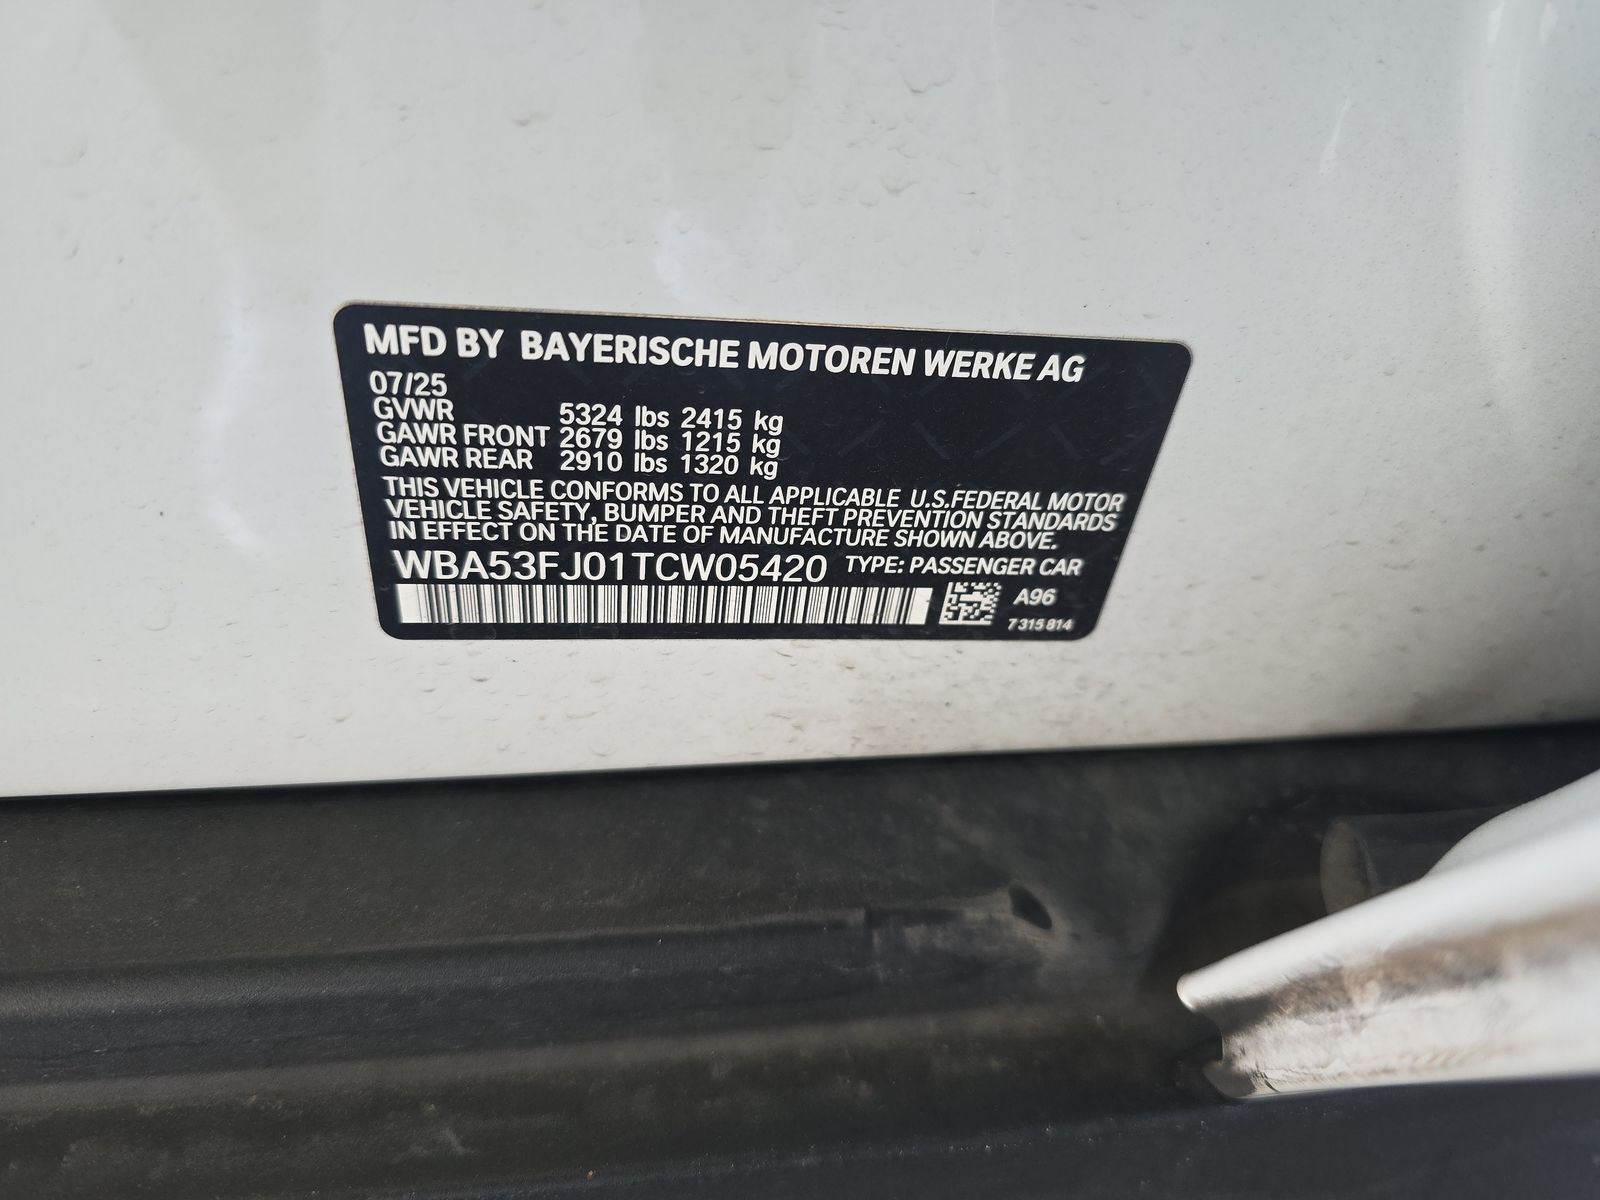 MFD BY BAYERISCHE MOTOREN WERKE AG
07/25
GVWR 5324 lbs 2415 kg
GAWR FRONT 2679 lbs 1215 kg
GAWR REAR 2910 lbs 1320 kg
THIS VEHICLE CONFORMS TO ALL APPLICABLE U.S.FEDERAL MOTOR
VEHICLE SAFETY, BUMPER AND THEFT PREVENTION STANDARDS
IN EFFECT ON THE DATE OF MANUFACTURE SHOWN ABOVE.
WBA53FJ01TCW05420 TYPE: PASSENGER CAR
A96
7 315 814